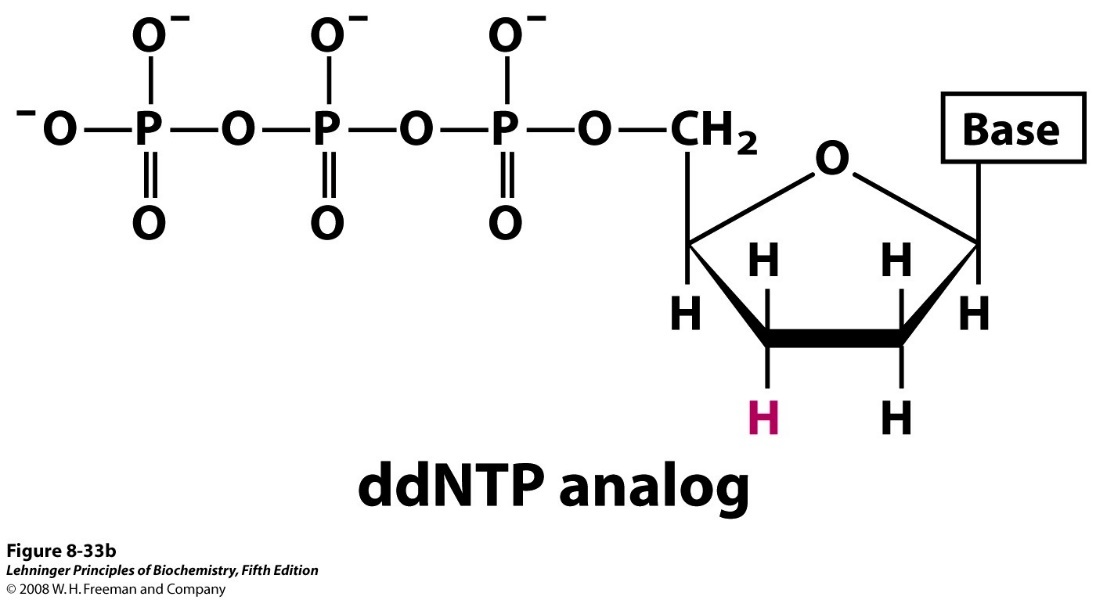 O⁻ O⁻ O⁻
⁻O P O P O P O CH₂ Base
O
O O O
H H
H H
H H
ddNTP analog
Figure 8-33b
Lehninger Principles of Biochemistry, Fifth Edition
© 2008 W. H. Freeman and Company